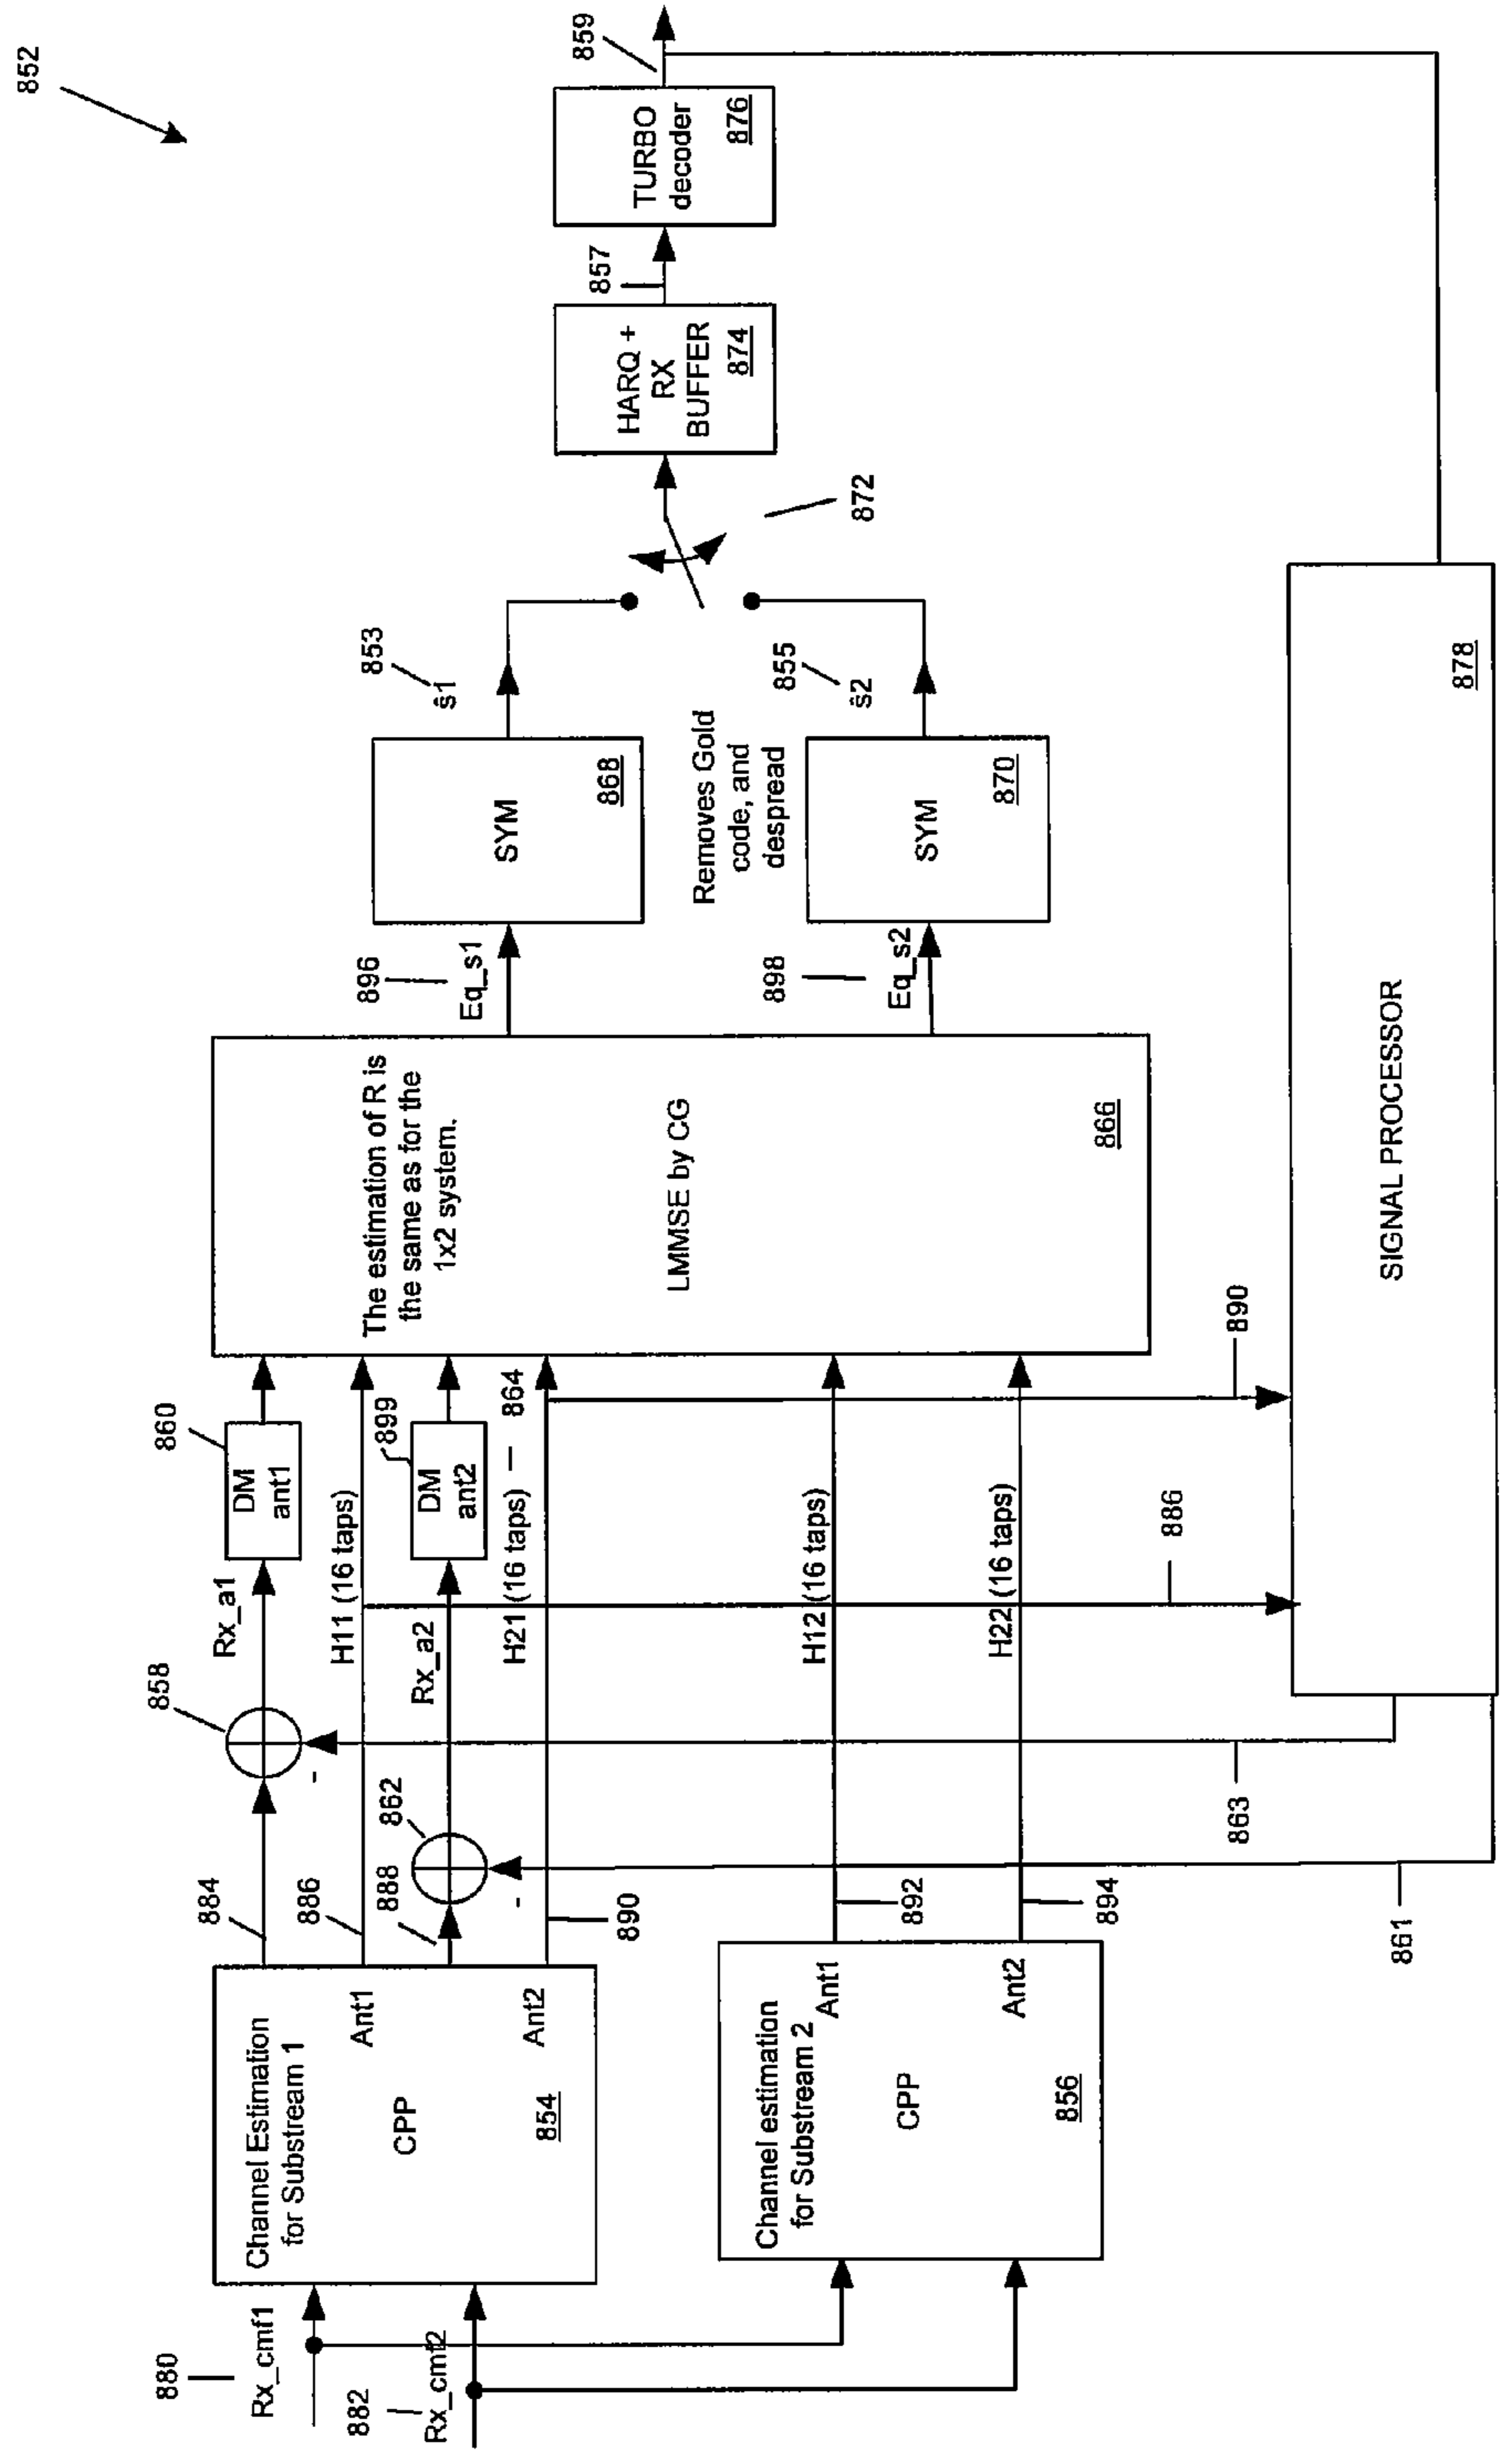 852
880
Rx_cmf1
882
Rx_cmf2
Channel Estimation
for Substream 1
CPP
854
Ant1
Ant2
Channel estimation
for Substream 2
CPP
856
Ant1
Ant2
884
886
888
890
892
894
858
862
-
-
Rx_a1
H11 (16 taps)
Rx_a2
H21 (16 taps)
864
H12 (16 taps)
H22 (16 taps)
860
DM
ant1
899
DM
ant2
The estimation of R is
the same as for the
1x2 system.
LMMSE by CG
866
896
Eq_s1
898
Eq_s2
SYM
868
Removes Gold
code, and
despread
SYM
870
853
ŝ1
855
ŝ2
872
HARQ +
RX
BUFFER
874
857
TURBO
decoder
876
859
861
863
886
890
SIGNAL PROCESSOR
878